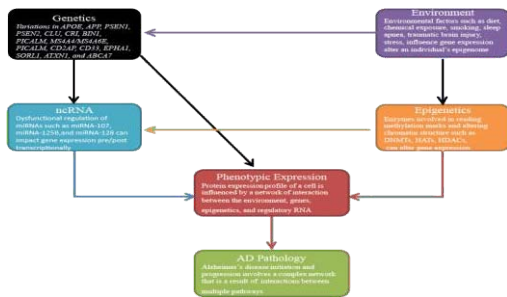 Genetics
Variations in APOE, APP, PSEN1,
PSEN2, CLU, CRI, BIN1,
PICALM, MS4A4/MS4A6E,
PICALM, CD2AP, CD33, EPHA1,
SORL1, ATXN1, and ABCA7
Environment
Environmental factors such as diet,
chemical exposure, smoking, sleep
apnea, traumatic brain injury,
stress, influence gene expression
after an individual's epigenome
ncRNA
Dysfunctional regulation of
miRNAs such as miRNA-107,
miRNA-125B, and miRNA-128 can
impact gene expression pre/post
transcriptionally
Epigenetics
Enzymes involved in reading
methylation marks and altering
chromatic structure such as
DNMTs, HATs, HDACs,
can alter gene expression
Phenotypic Expression
Protein expression profile of a cell is
influenced by a network of interaction
between the environment, genes,
epigenetics, and regulatory RNA
AD Pathology
Alzheimer's disease initiation and
progression involves a complex network
that is a result of interactions between
multiple pathways